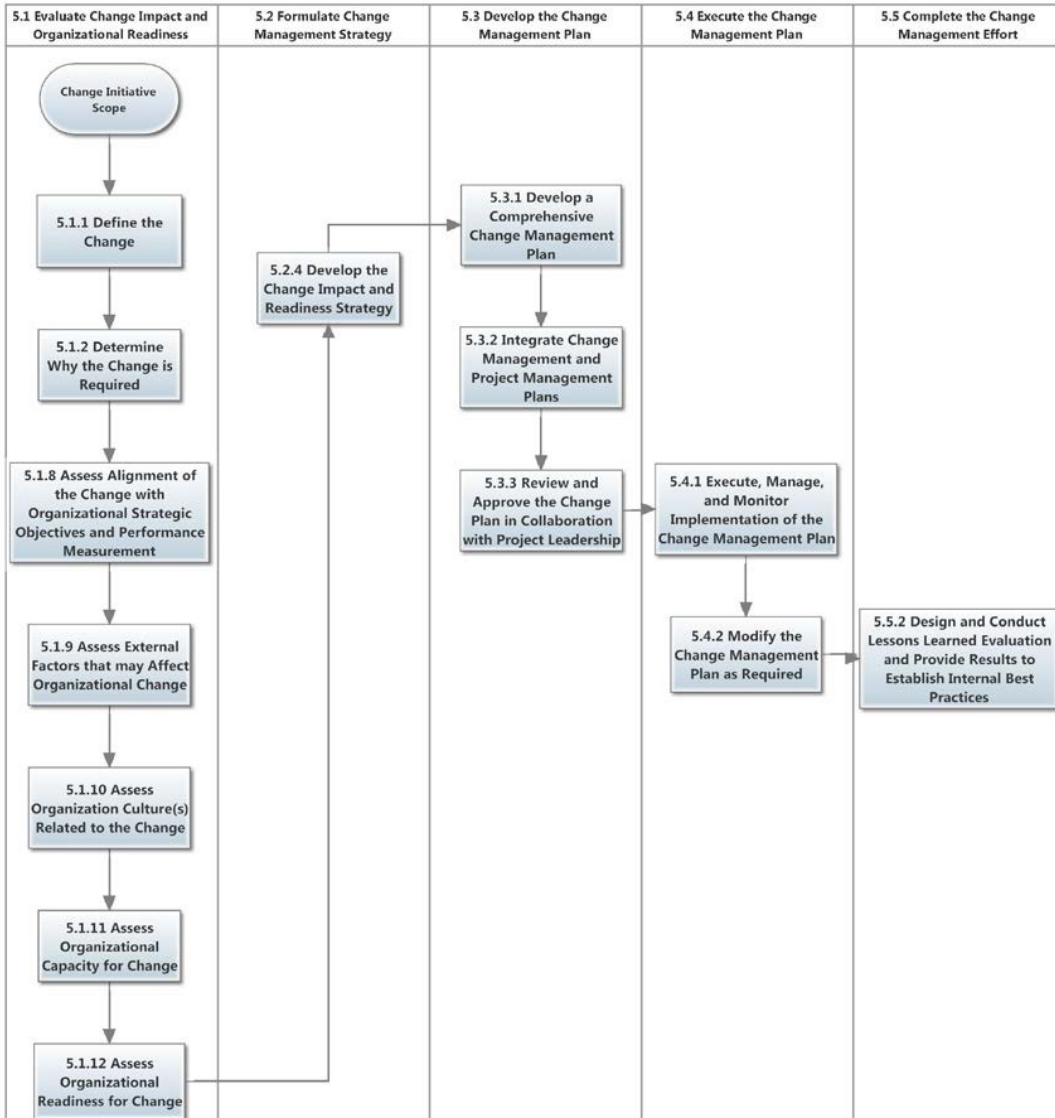 5.1 Evaluate Change Impact and
Organizational Readiness
5.2 Formulate Change
Management Strategy
5.3 Develop the Change
Management Plan
5.4 Execute the Change
Management Plan
5.5 Complete the Change
Management Effort
Change Initiative
Scope
5.1.1 Define the
Change
5.1.2 Determine
Why the Change is
Required
5.1.8 Assess Alignment of
the Change with
Organizational Strategic
Objectives and Performance
Measurement
5.1.9 Assess External
Factors that may Affect
Organizational Change
5.1.10 Assess
Organization Culture(s)
Related to the Change
5.1.11 Assess
Organizational
Capacity for Change
5.1.12 Assess
Organizational
Readiness for Change
5.2.4 Develop the
Change Impact and
Readiness Strategy
5.3.1 Develop a
Comprehensive
Change Management
Plan
5.3.2 Integrate Change
Management and
Project Management
Plans
5.3.3 Review and
Approve the Change
Plan in Collaboration
with Project Leadership
5.4.1 Execute, Manage,
and Monitor
Implementation of the
Change Management Plan
5.4.2 Modify the
Change Management
Plan as Required
5.5.2 Design and Conduct
Lessons Learned Evaluation
and Provide Results to
Establish Internal Best
Practices